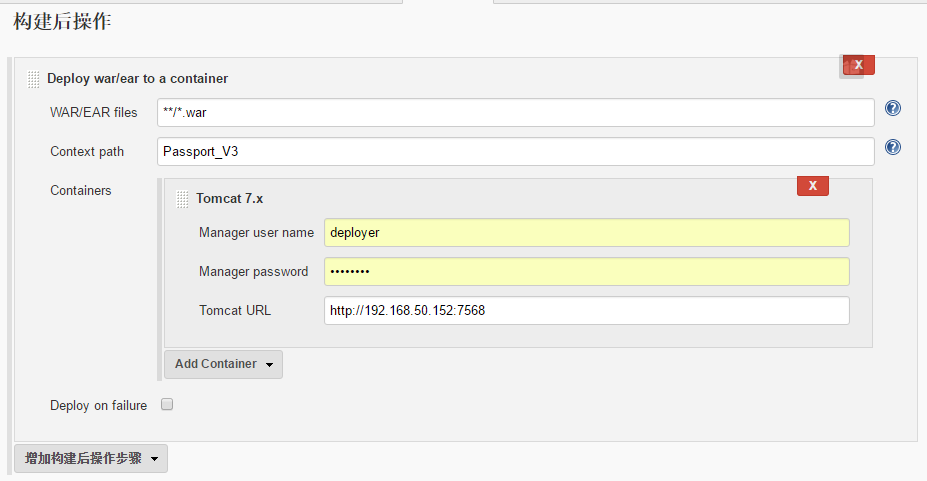 构建后操作
Deploy war/ear to a container
X
WAR/EAR files **/*.war ?
Context path Passport_V3 ?
Containers
Tomcat 7.x
X
Manager user name deployer
Manager password ••••••••
Tomcat URL http://192.168.50.152:7568
Add Container
Deploy on failure
增加构建后操作步骤